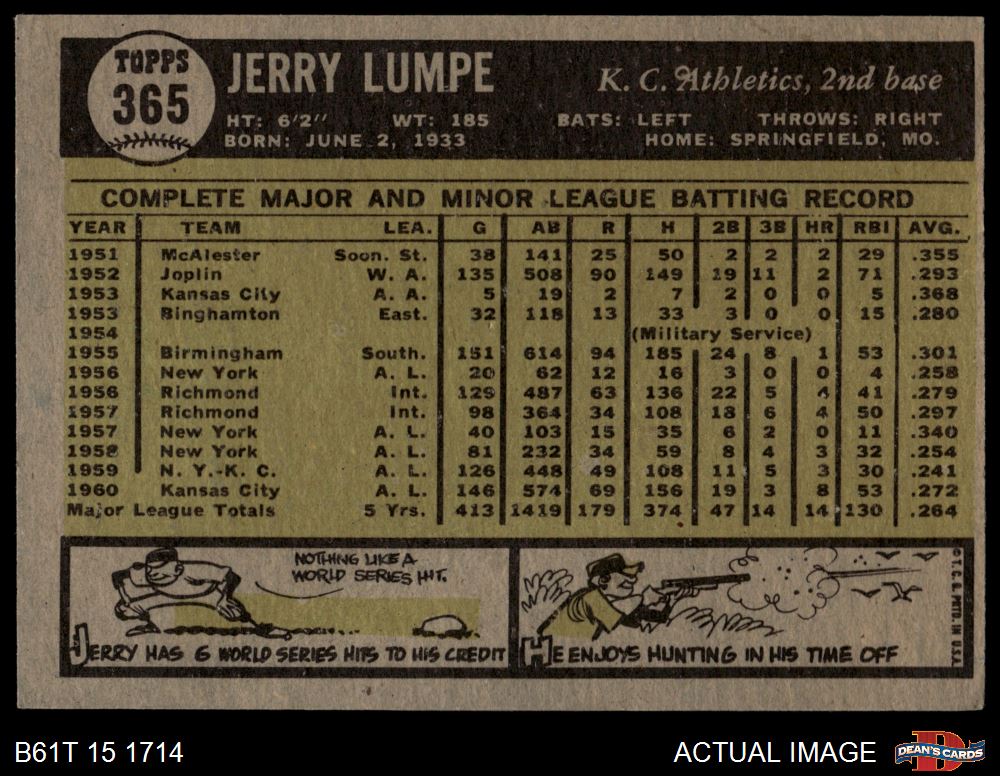 TOPPS
365
JERRY LUMPE
K. C. Athletics, 2nd base
HT: 6'2" WT: 185 BATS: LEFT THROWS: RIGHT
BORN: JUNE 2, 1933 HOME: SPRINGFIELD, MO.
COMPLETE MAJOR AND MINOR LEAGUE BATTING RECORD
YEAR TEAM LEA. G AB R H 2B 3B HR RBI AVG.
1951 McAlester Soon. St. 38 141 25 50 2 2 2 29 .355
1952 Joplin W. A. 135 508 90 149 19 11 2 71 .293
1953 Kansas City A. A. 5 19 2 7 2 0 0 5 .368
1953 Binghamton East. 32 118 13 33 3 0 0 15 .280
1954 (Military Service)
1955 Birmingham South. 151 614 94 185 24 8 1 53 .301
1956 New York A. L. 20 62 12 16 3 0 0 4 .258
1956 Richmond Int. 129 487 63 136 22 5 4 41 .279
1957 Richmond Int. 98 364 34 108 18 6 4 50 .297
1957 New York A. L. 40 103 15 35 6 2 0 11 .340
1958 New York A. L. 81 232 34 59 8 4 3 32 .254
1959 N. Y.-K. C. A. L. 126 448 49 108 11 5 3 30 .241
1960 Kansas City A. L. 146 574 69 156 19 3 8 53 .272
Major League Totals 5 Yrs. 413 1419 179 374 47 14 14 130 .264
NOTHING LIKE A
WORLD SERIES HIT.
JERRY HAS 6 WORLD SERIES HITS TO HIS CREDIT
HE ENJOYS HUNTING IN HIS TIME OFF
© T. C. G. PRTD. IN U.S.A.
B61T 15 1714
ACTUAL IMAGE
DEAN'S CARDS